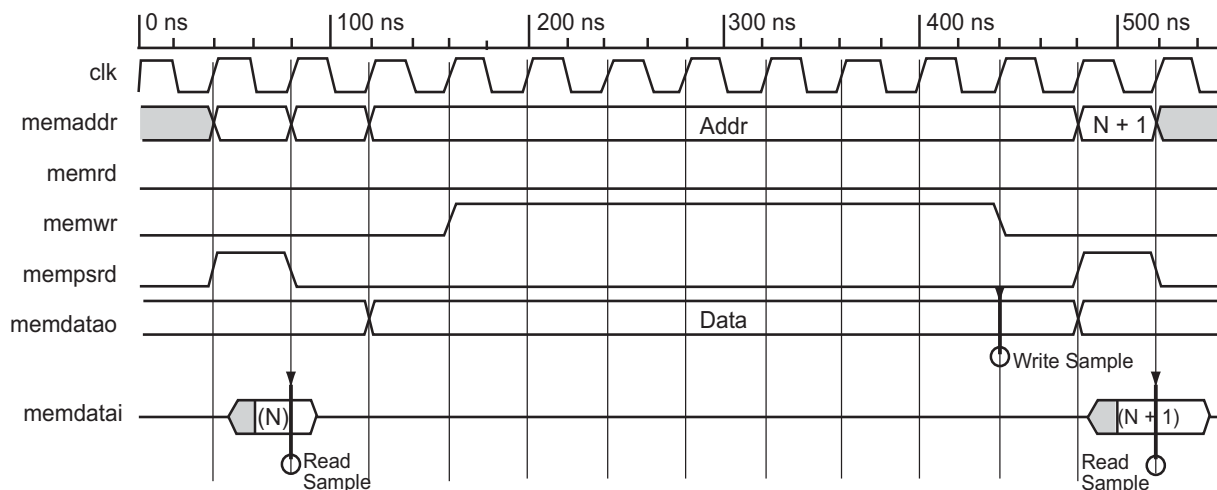 0 ns 100 ns 200 ns 300 ns 400 ns 500 ns
clk
memaddr Addr N + 1
memrd
memwr
mempsrd
memdatao Data
Write Sample
memdatai (N) (N + 1)
Read Sample Read Sample